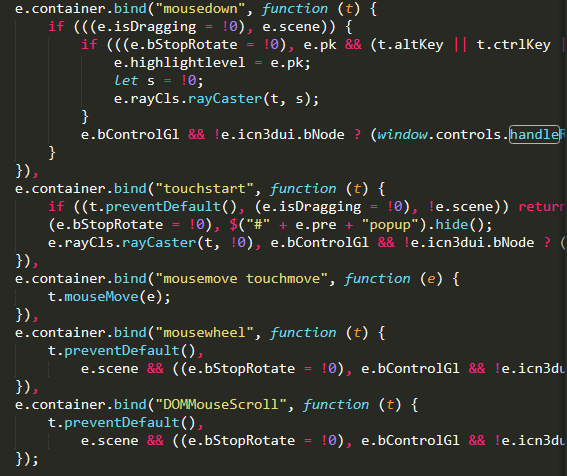 e.container.bind("mousedown", function (t) {
if (((e.isDragging = !0), e.scene)) {
if (((e.bStopRotate = !0), e.pk && (t.altKey || t.ctrlKey |
e.highlightlevel = e.pk;
let s = !0;
e.rayCls.rayCaster(t, s);
}
e.bControlGl && !e.icn3dui.bNode ? (window.controls.handle
}
}),
e.container.bind("touchstart", function (t) {
if ((t.preventDefault(), (e.isDragging = !0), !e.scene)) return
(e.bStopRotate = !0), $("#" + e.pre + "popup").hide();
e.rayCls.rayCaster(t, !0), e.bControlGl && !e.icn3dui.bNode ? (
}),
e.container.bind("mousemove touchmove", function (e) {
t.mouseMove(e);
}),
e.container.bind("mousewheel", function (t) {
t.preventDefault(),
e.scene && ((e.bStopRotate = !0), e.bControlGl && !e.icn3du
}),
e.container.bind("DOMMouseScroll", function (t) {
t.preventDefault(),
e.scene && ((e.bStopRotate = !0), e.bControlGl && !e.icn3du
});